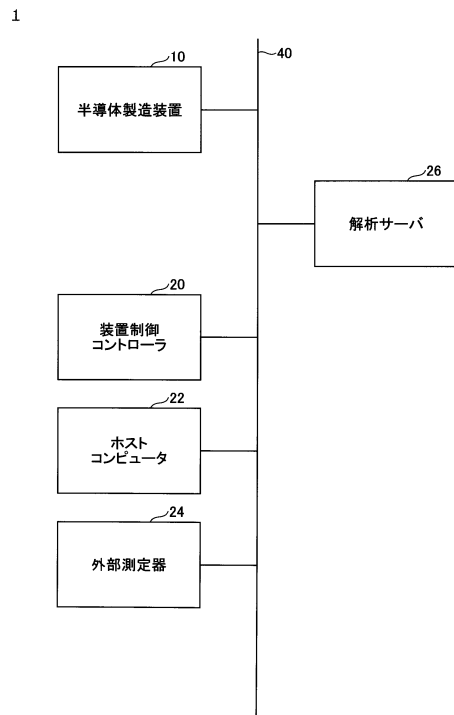 1
10
40
半導体製造装置
26
解析サーバ
20
装置制御
コントローラ
22
ホスト
コンピュータ
24
外部測定器